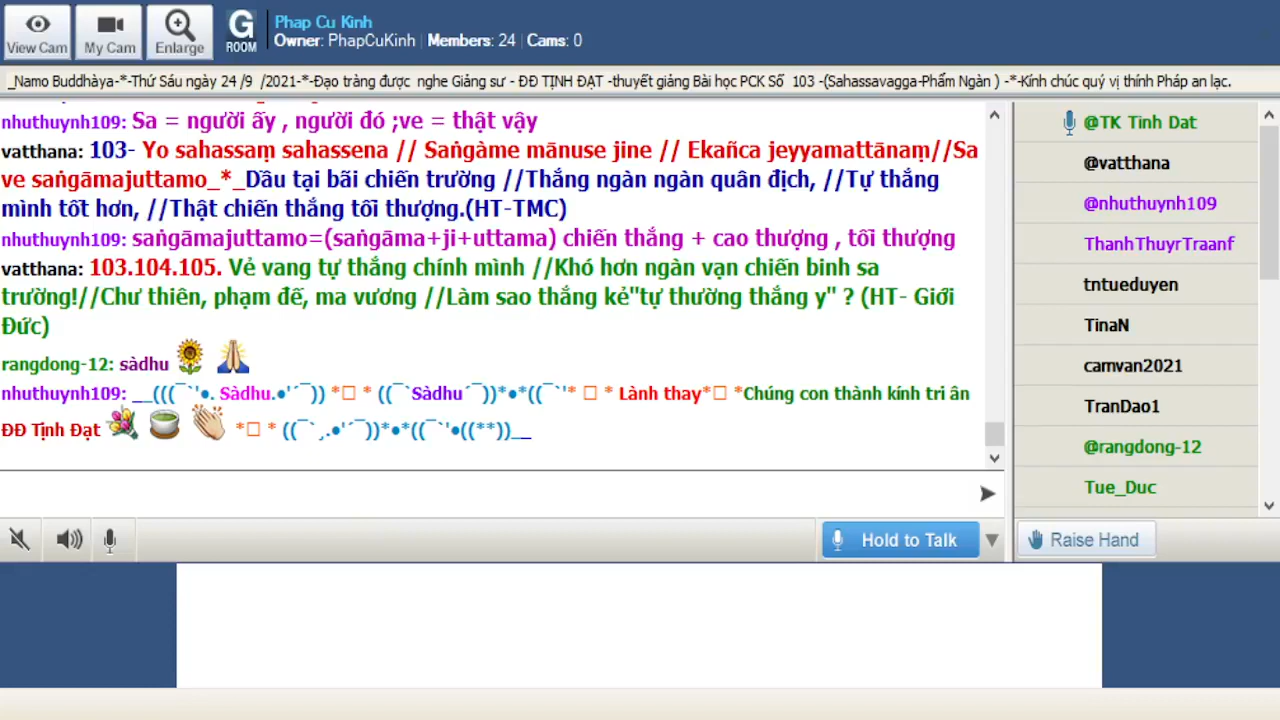 View Cam
My Cam
Enlarge
G
ROOM
Phap Cu Kinh
Owner: PhapCuKinh | Members: 24 | Cams: 0
_Namo Buddhàya-*-Thứ Sáu ngày 24 /9 /2021-*-Đạo tràng được nghe Giảng sư - ĐĐ TỊNH ĐẠT -thuyết giảng Bài học PCK Số 103 -(Sahassavagga-Phẩm Ngàn ) -*-Kính chúc quý vị thính Pháp an lạc.
nhuthuynh109: Sa = người ấy , người đó ;ve = thật vậy
vatthana: 103- Yo sahassaṃ sahassena // Saṅgàme mānuse jine // Ekañca jeyyamattānaṃ//Sa
ve saṅgāmajuttamo_*_Dầu tại bãi chiến trường //Thắng ngàn ngàn quân địch, //Tự thắng
mình tốt hơn, //Thật chiến thắng tối thượng.(HT-TMC)
nhuthuynh109: saṅgāmajuttamo=(saṅgāma+ji+uttama) chiến thắng + cao thượng , tối thượng
vatthana: 103.104.105. Vẻ vang tự thắng chính mình //Khó hơn ngàn vạn chiến binh sa
trường!//Chư thiên, phạm đế, ma vương //Làm sao thắng kẻ"tự thường thắng y" ? (HT- Giới
Đức)
rangdong-12: sàdhu
nhuthuynh109: __(((¯`'•. Sàdhu.•'´¯)) *□ * ((¯`Sàdhu´¯))*•*((¯`'* □ * Lành thay*□ *Chúng con thành kính tri ân
ĐĐ Tịnh Đạt *□ * ((¯`¸.•'´¯))*•*((¯`'•((**))__
Hold to Talk
@TK Tinh Dat
@vatthana
@nhuthuynh109
ThanhThuyrTraanf
tntueduyen
TinaN
camvan2021
TranDao1
@rangdong-12
Tue_Duc
Raise Hand